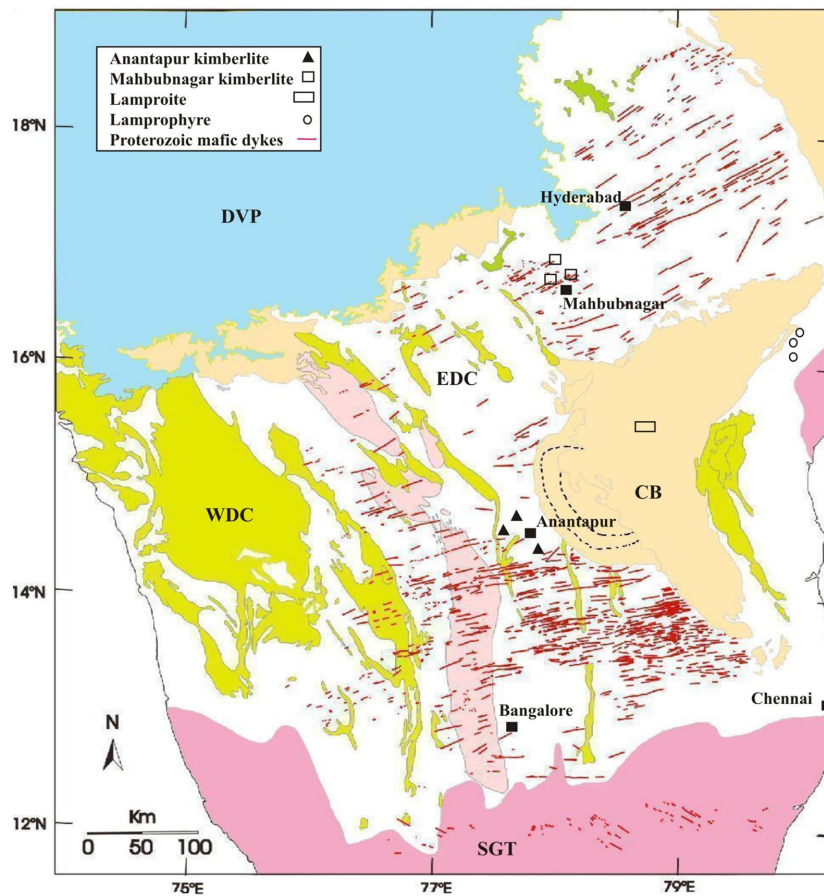 Anantapur kimberlite
Mahbubnagar kimberlite
Lamproite
Lamprophyre
Proterozoic mafic dykes
18°N
Hyderabad
DVP
Mahbubnagar
16°N
EDC
CB
WDC
Anantapur
14°N
Chennai
Bangalore
N
Km
12°N
0 50 100
SGT
75°E 77°E 79°E